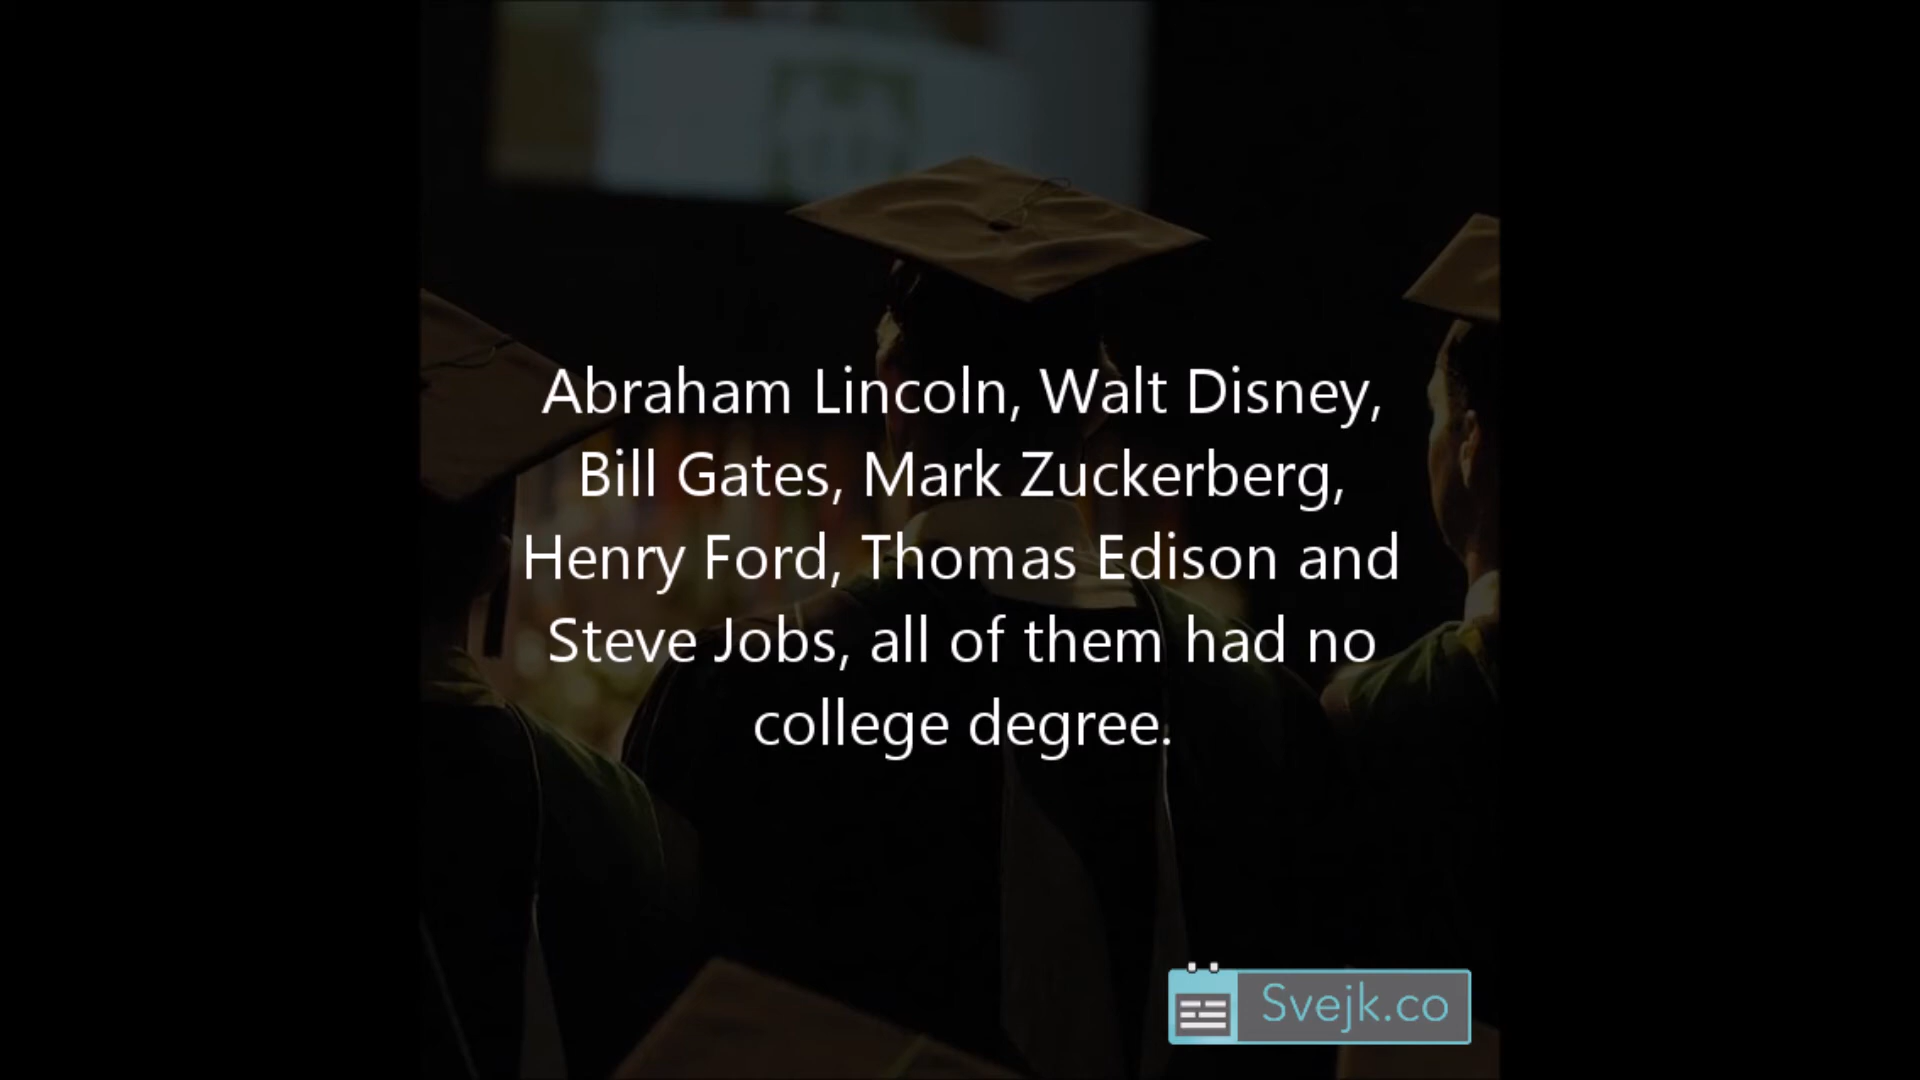 Abraham Lincoln, Walt Disney,
Bill Gates, Mark Zuckerberg,
Henry Ford, Thomas Edison and
Steve Jobs, all of them had no
college degree.
Svejk.co